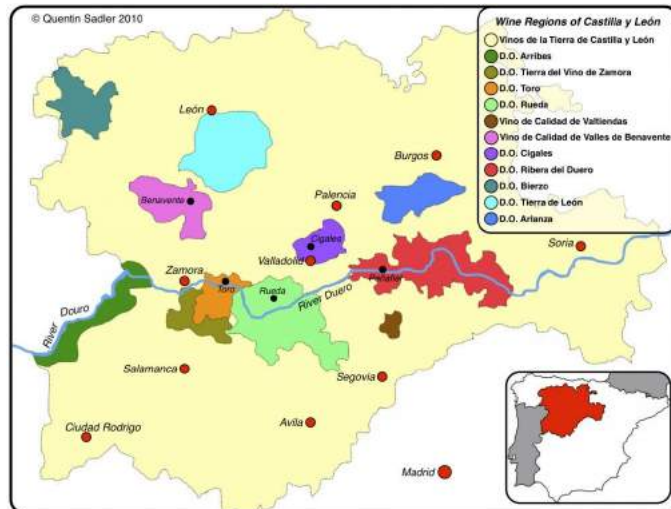 © Quentin Sadler 2010
Wine Regions of Castilla y León
Vinos de la Tierra de Castilla y León
D.O. Arribes
D.O. Tierra del Vino de Zamora
D.O. Toro
D.O. Rueda
Vino de Calidad de Valtiendas
Vino de Calidad de Valles de Benavente
D.O. Cigales
D.O. Ribera del Duero
D.O. Bierzo
D.O. Tierra de León
D.O. Arlanza
León
Burgos
Benavente
Palencia
Cigales
Soria
Valladolid
Zamora
Peñafiel
Toro
Rueda
River Duero
River Douro
Salamanca
Segovia
Ciudad Rodrigo
Avila
Madrid